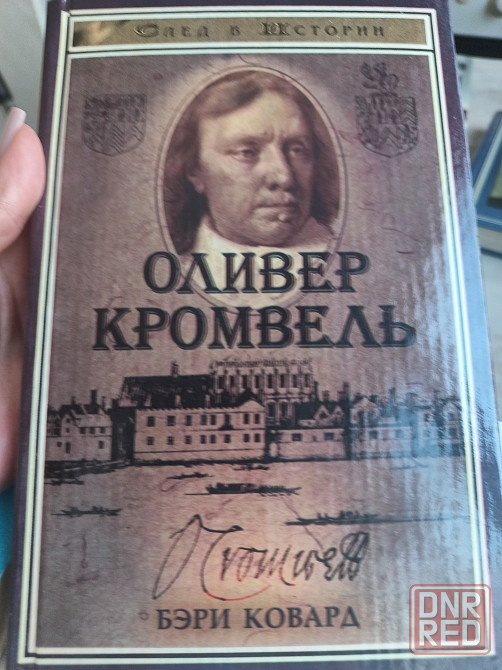 След в Истории
ОЛИВЕР
КРОМВЕЛЬ
O Cromwell
БЭРИ КОВАРД
DNR
RED